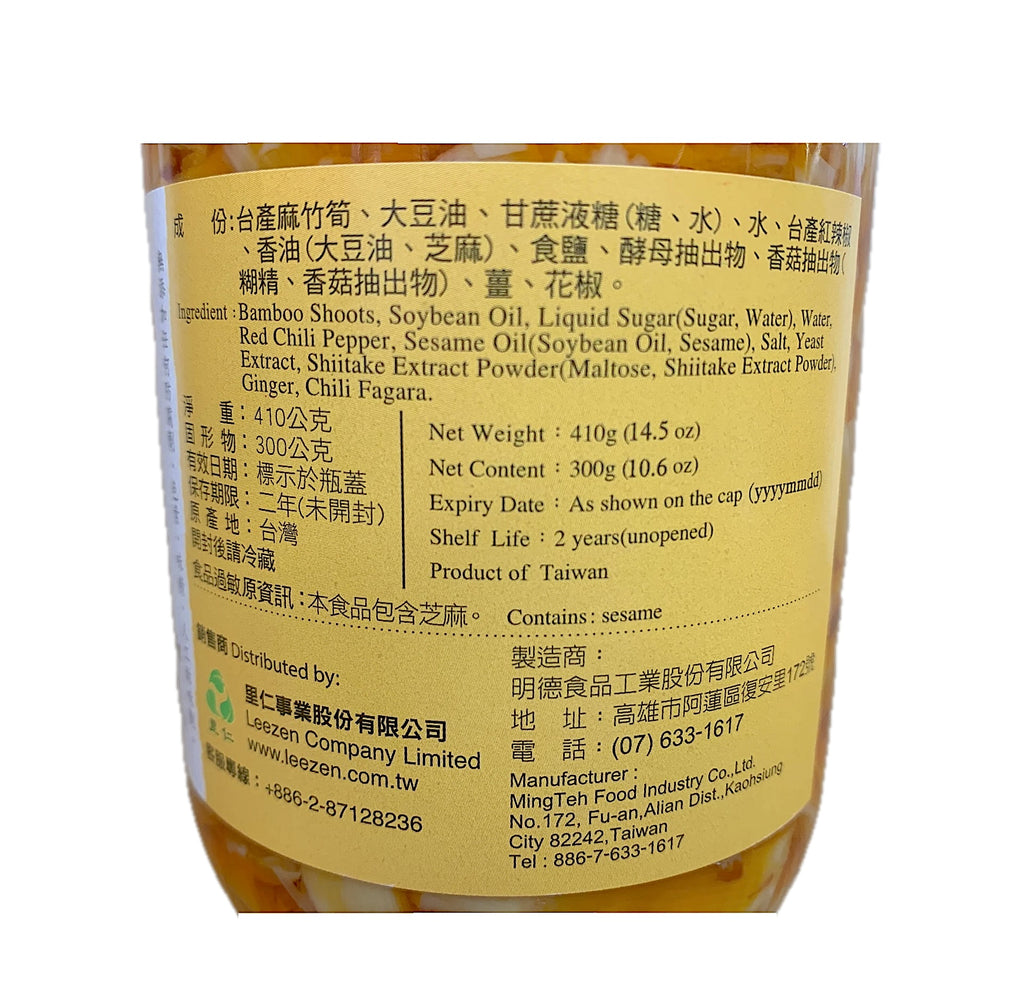 成　份:台產麻竹筍、大豆油、甘蔗液糖(糖、水)、水、台產紅辣椒
、香油(大豆油、芝麻)、食鹽、酵母抽出物、香菇抽出物(
糊精、香菇抽出物)、薑、花椒。
Ingredient:Bamboo Shoots, Soybean Oil, Liquid Sugar(Sugar, Water), Water,
Red Chili Pepper, Sesame Oil(Soybean Oil, Sesame), Salt, Yeast
Extract, Shiitake Extract Powder(Maltose, Shiitake Extract Powder),
Ginger, Chili Fagara.
淨　重:410公克
固形物:300公克
有效日期:標示於瓶蓋
保存期限:二年(未開封)
原產地:台灣
開封後請冷藏
Net Weight:410g (14.5 oz)
Net Content:300g (10.6 oz)
Expiry Date:As shown on the cap (yyyymmdd)
Shelf Life:2 years(unopened)
Product of Taiwan
食品過敏原資訊:本食品包含芝麻。 Contains: sesame
銷售商 Distributed by:
里仁
里仁事業股份有限公司
Leezen Company Limited
www.leezen.com.tw
客服專線:+886-2-87128236
製造商:
明德食品工業股份有限公司
地　址:高雄市阿蓮區復安里172號
電　話:(07) 633-1617
Manufacturer:
MingTeh Food Industry Co.,Ltd.
No.172, Fu-an,Alian Dist.,Kaohsiung
City 82242,Taiwan
Tel : 886-7-633-1617